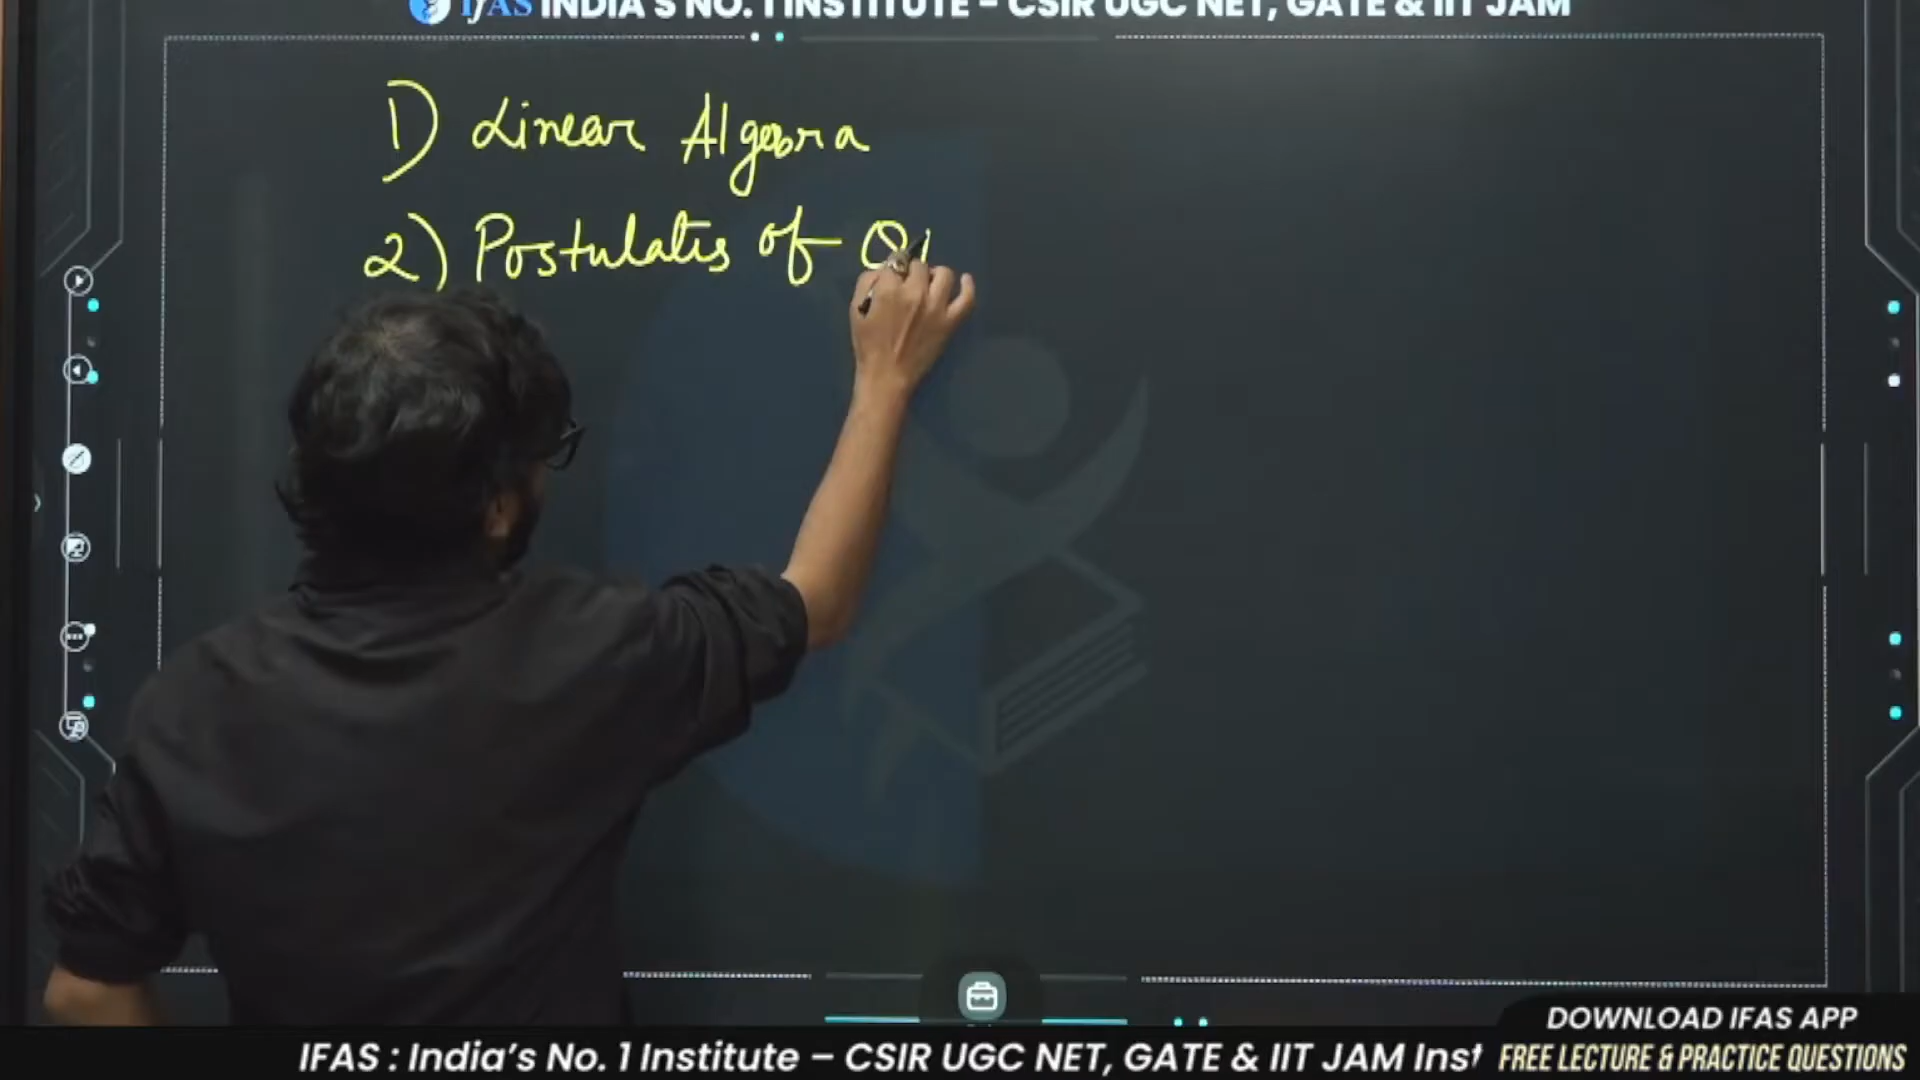 IFAS INDIA'S NO. 1 INSTITUTE – CSIR UGC NET, GATE & IIT JAM
1) Linear Algebra
2) Postulates of Q
DOWNLOAD IFAS APP
IFAS : India's No. 1 Institute – CSIR UGC NET, GATE & IIT JAM Inst
FREE LECTURE & PRACTICE QUESTIONS